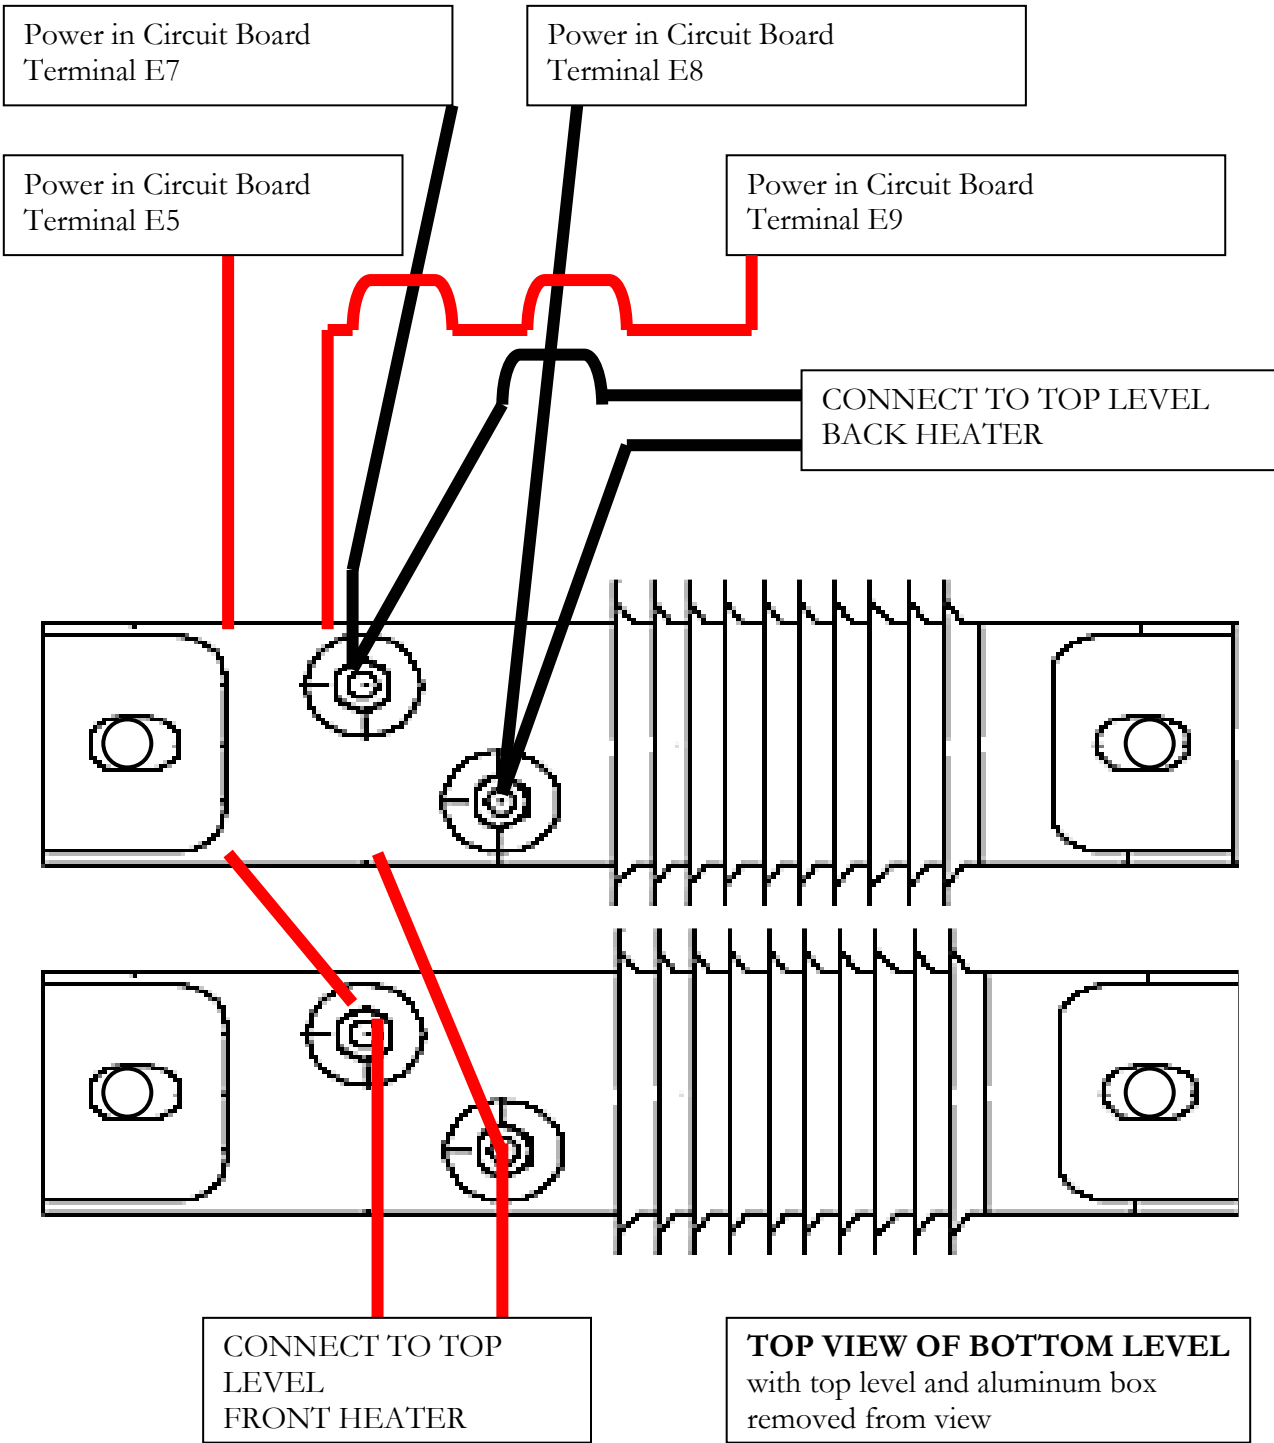 Power in Circuit Board
Terminal E7
Power in Circuit Board
Terminal E8
Power in Circuit Board
Terminal E5
Power in Circuit Board
Terminal E9
CONNECT TO TOP LEVEL
BACK HEATER
CONNECT TO TOP
LEVEL
FRONT HEATER
TOP VIEW OF BOTTOM LEVEL
with top level and aluminum box
removed from view